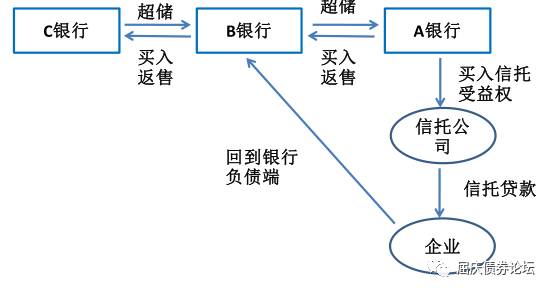 超储
超储
C银行
B银行
A银行
买入
返售
买入
返售
买入信托
受益权
信托公
司
回到银行
负债端
信托贷款
企业
屈庆债券论坛